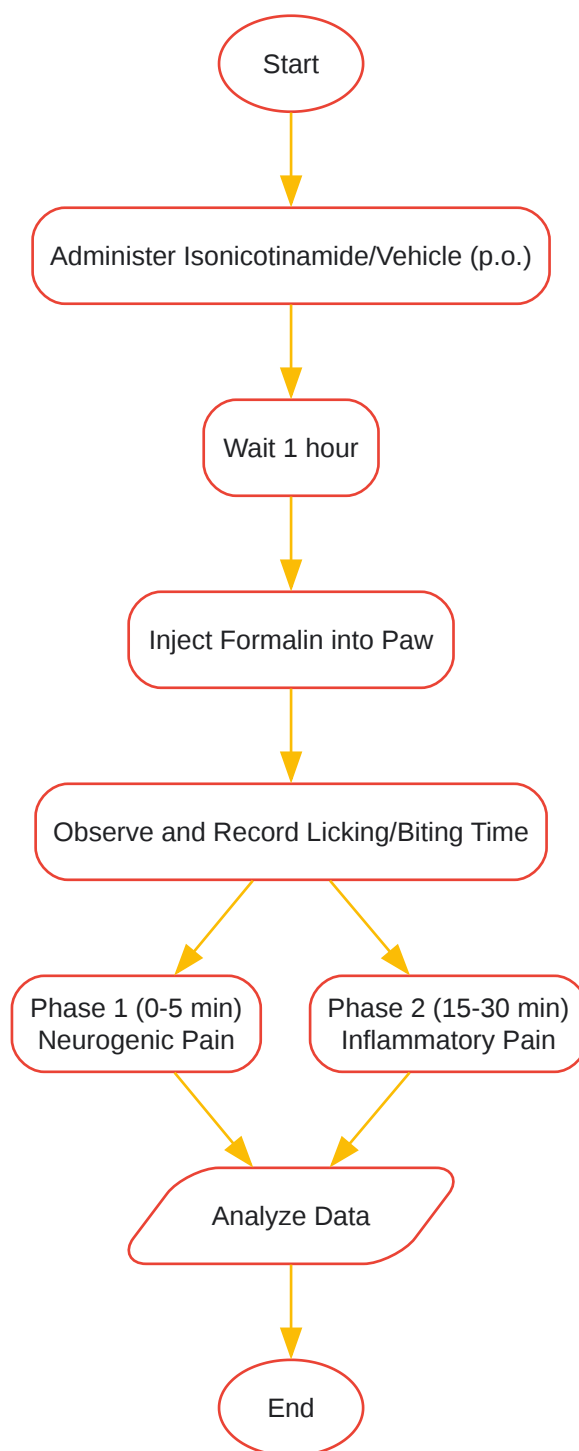 Start
Administer Isonicotinamide/Vehicle (p.o.)
Wait 1 hour
Inject Formalin into Paw
Observe and Record Licking/Biting Time
Phase 1 (0-5 min)
Neurogenic Pain
Phase 2 (15-30 min)
Inflammatory Pain
Analyze Data
End